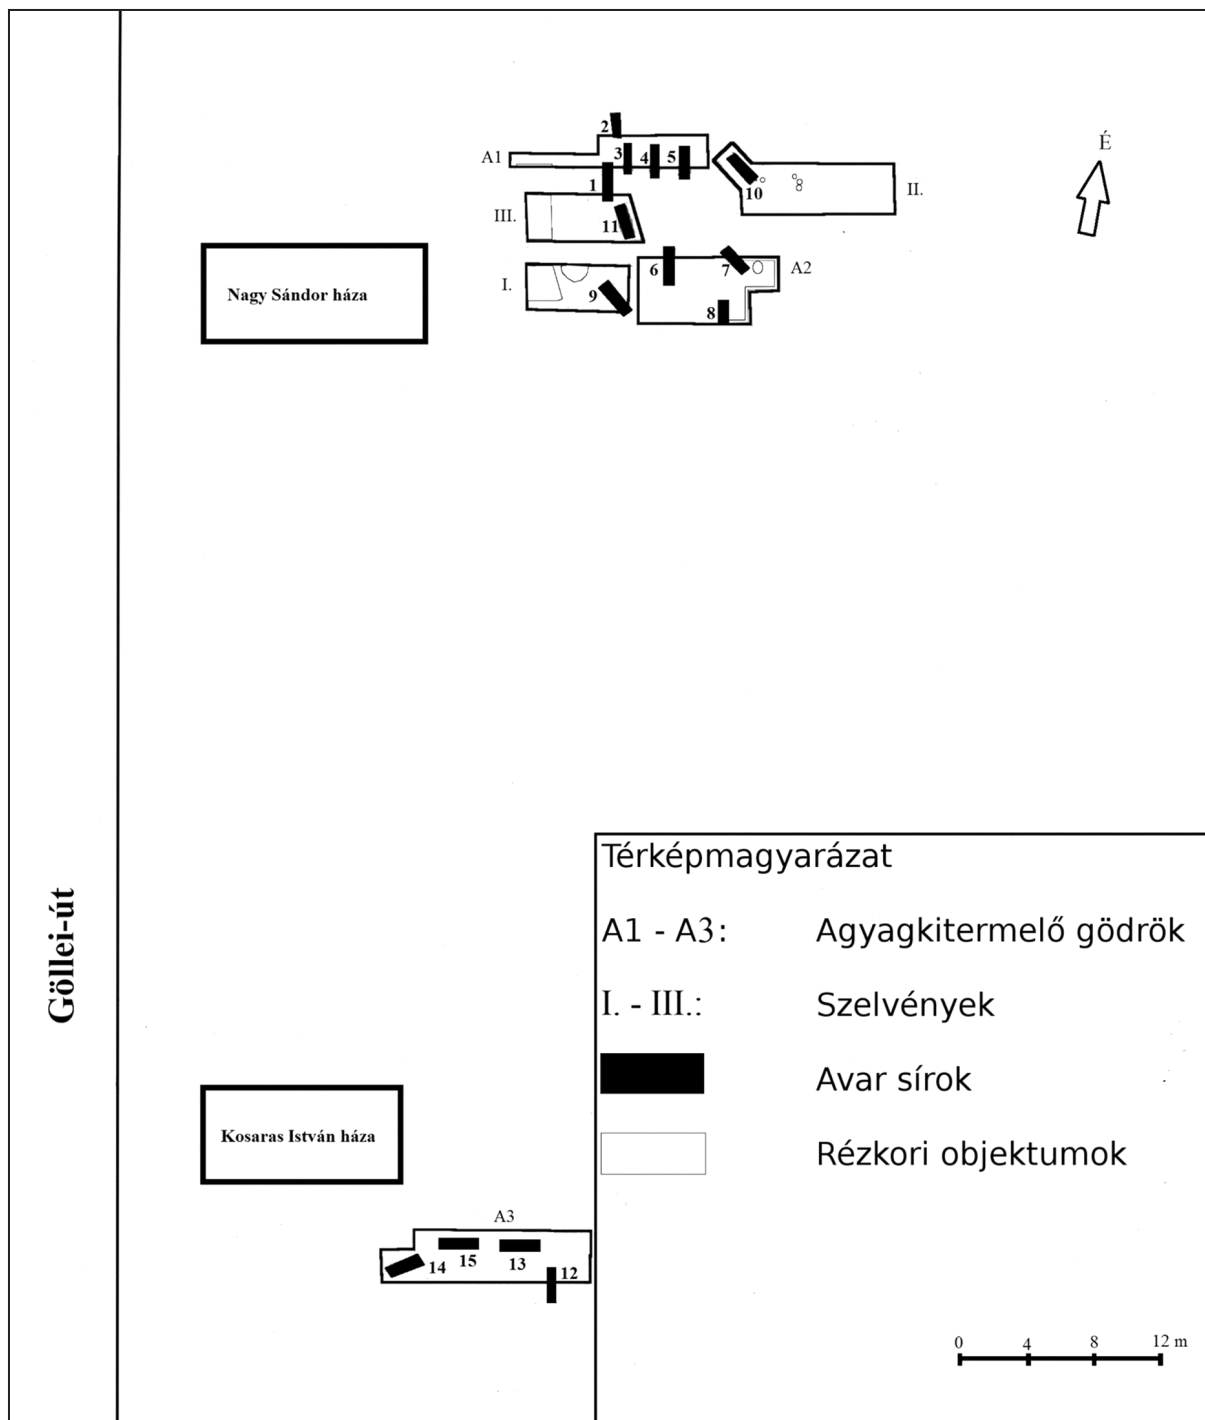 É
2
A1
3
4
5
10
II.
1
III.
11
6
7
A2
I.
9
8
Nagy Sándor háza
Göllei-út
Térképmagyarázat
A1 - A3: Agyagkitermelő gödrök
I. - III.: Szelvények
Avar sírok
Rézkori objektumok
Kosaras István háza
A3
14
15
13
12
0 4 8 12 m